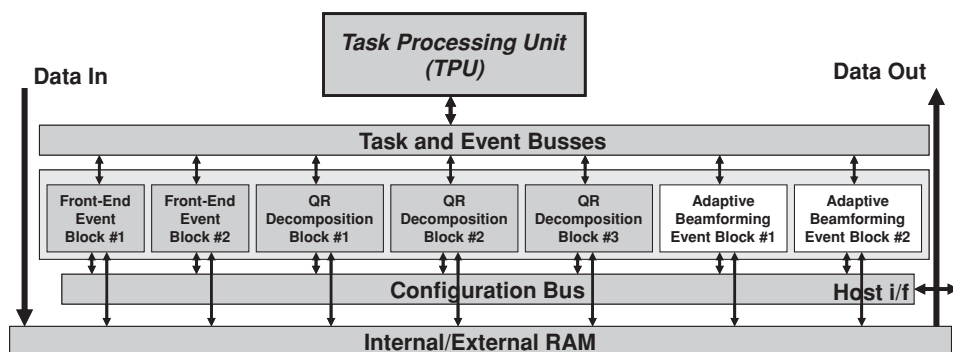 Task Processing Unit
(TPU)
Data In
Data Out
Task and Event Busses
Front-End
Event
Block #1
Front-End
Event
Block #2
QR
Decomposition
Block #1
QR
Decomposition
Block #2
QR
Decomposition
Block #3
Adaptive
Beamforming
Event Block #1
Adaptive
Beamforming
Event Block #2
Configuration Bus
Host i/f
Internal/External RAM